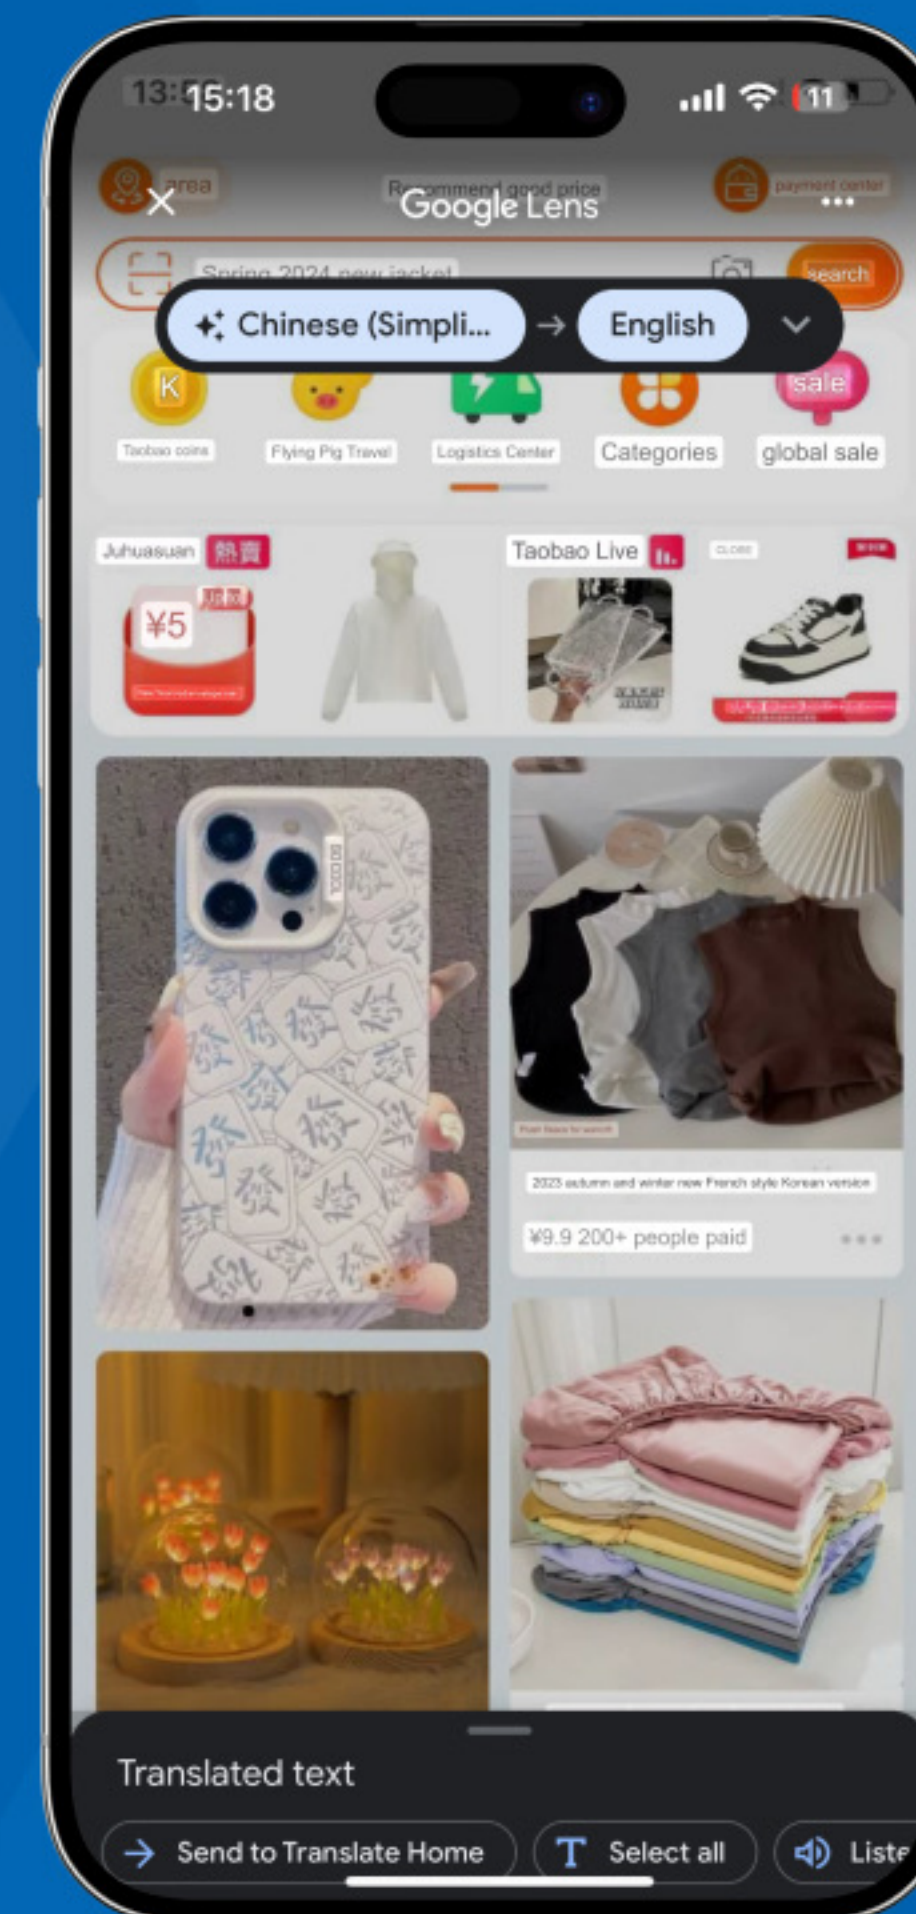 15:18
11
area
Recommend good price
payment center
Google Lens
Spring 2024 new jacket
search
Chinese (Simpli... → English
K
sale
Taobao coins
Flying Pig Travel
Logistics Center
Categories
global sale
Juhuasuan
熱賣
Taobao Live
Up to
¥5
發
2023 autumn and winter new French style Korean version
¥9.9 200+ people paid
Translated text
Send to Translate Home
Select all
Liste